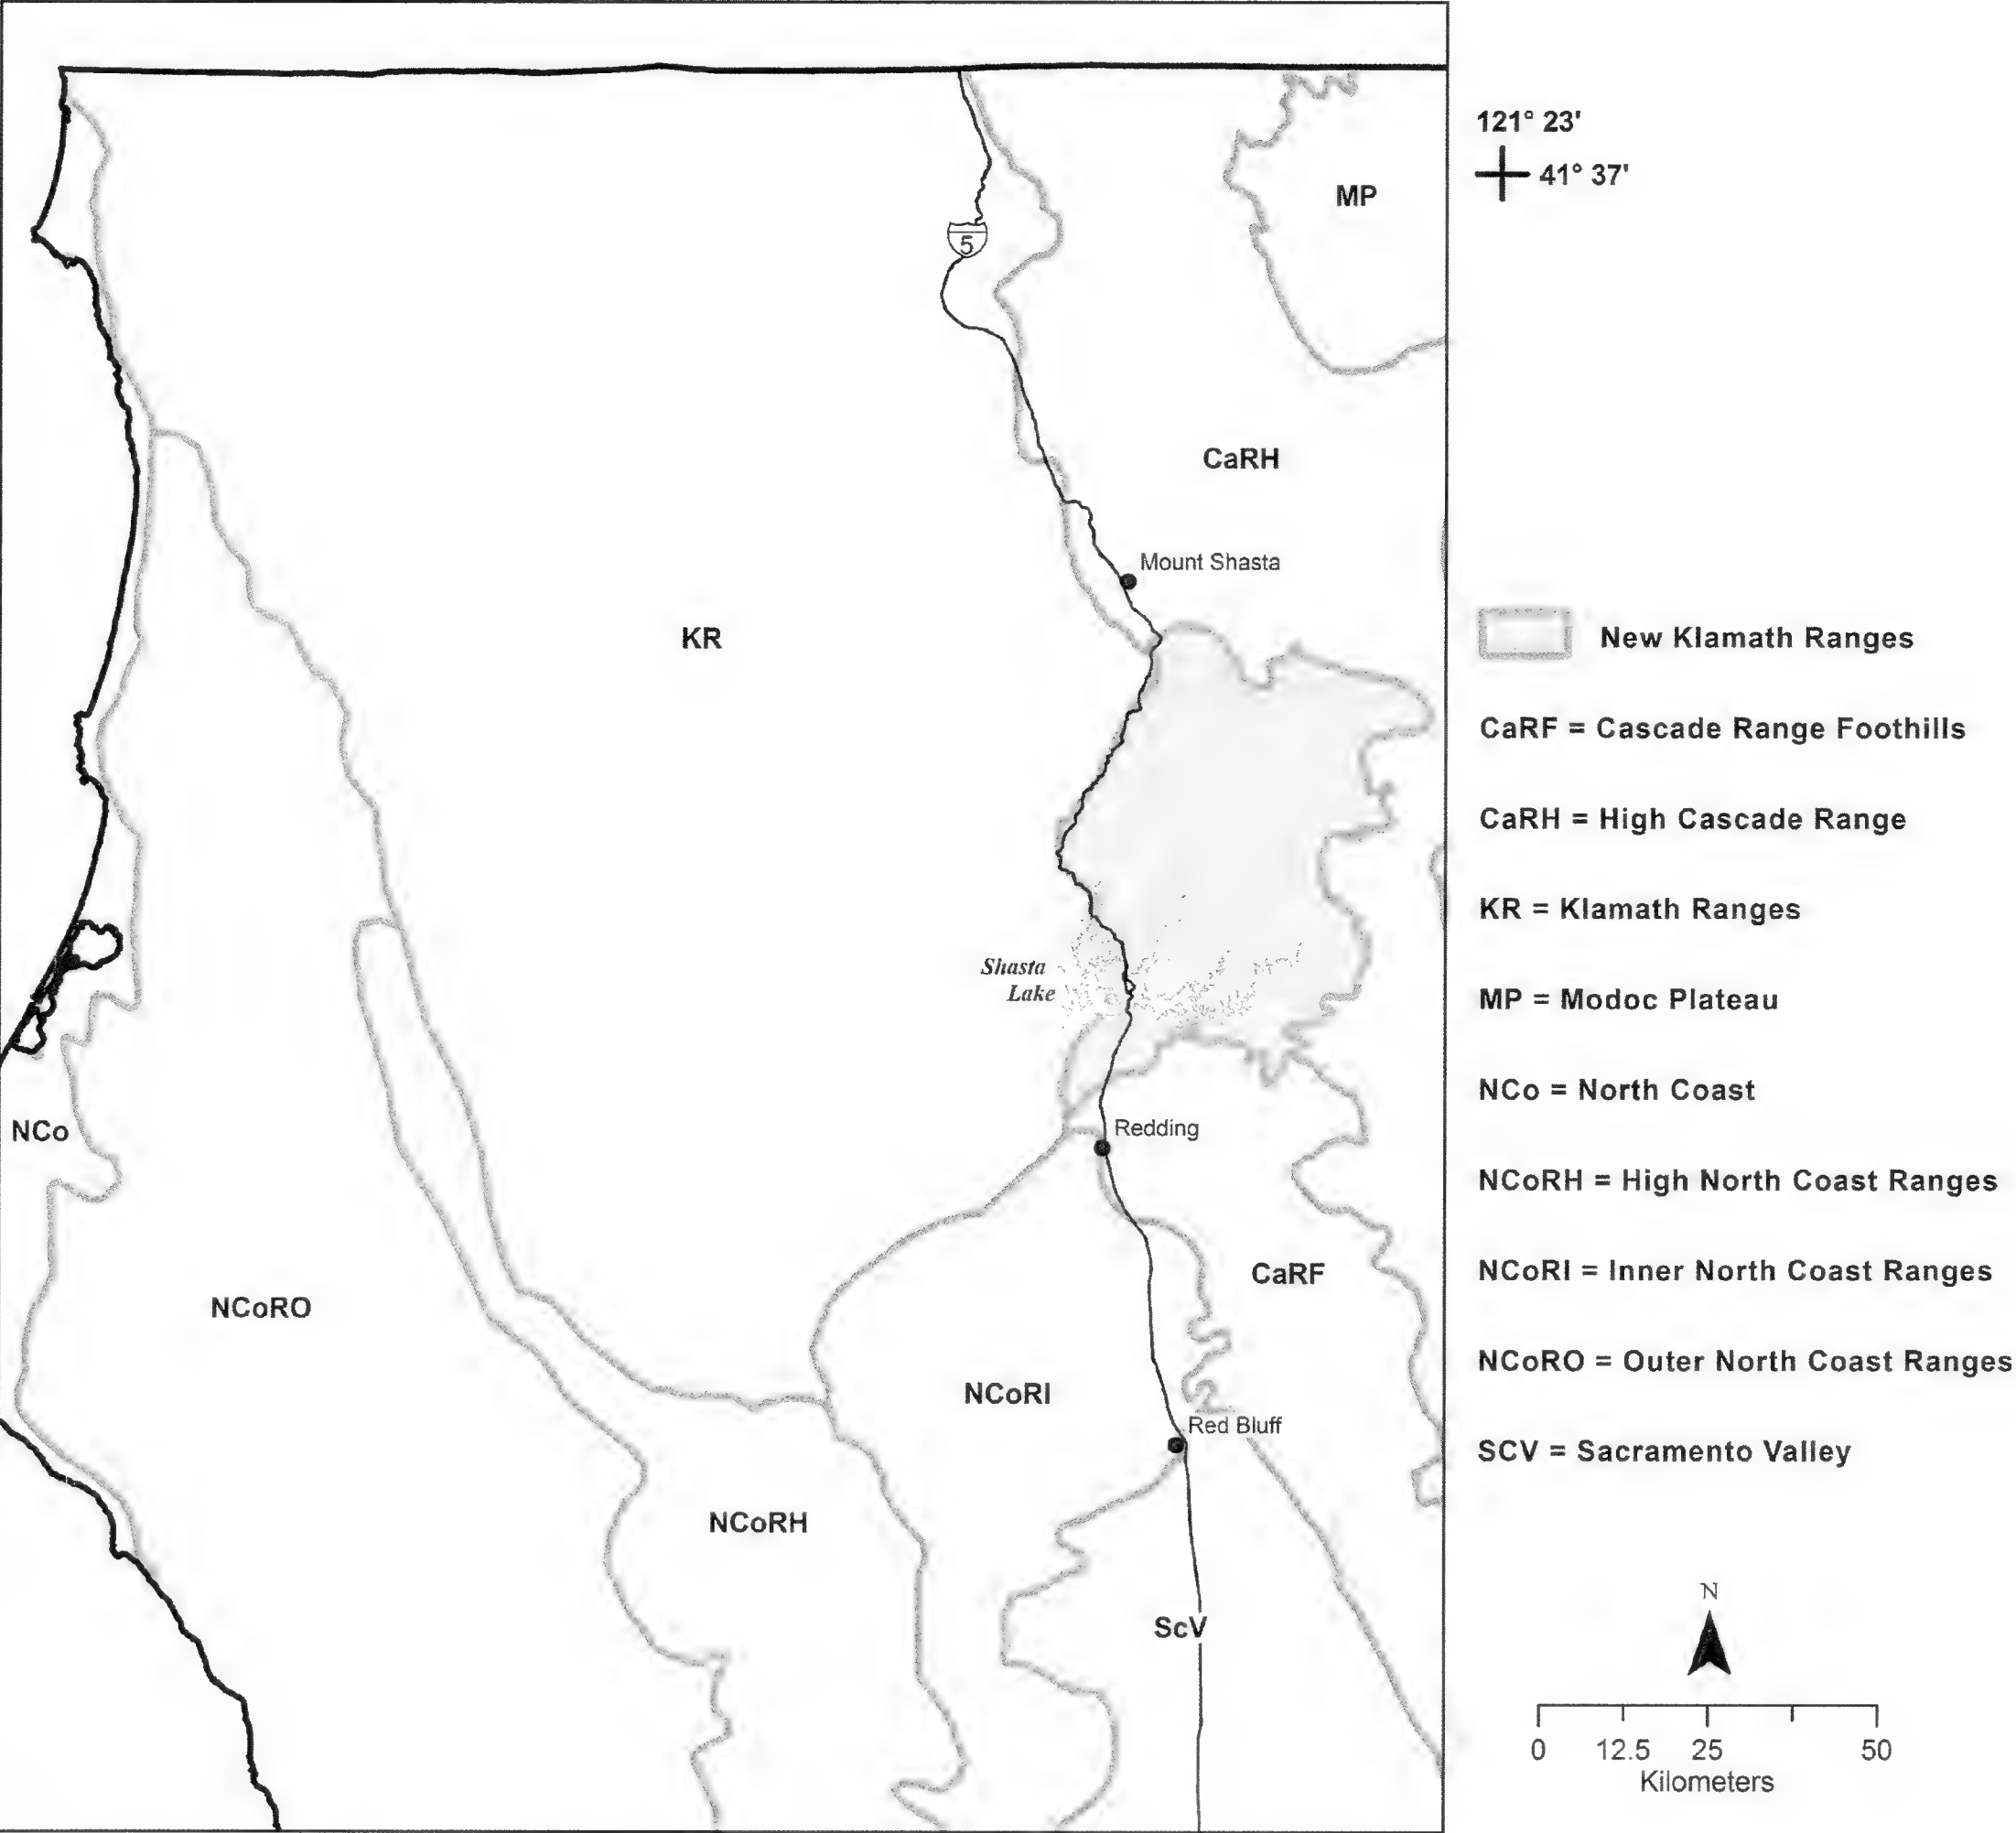 121° 23'
41° 37'
MP
5
CaRH
Mount Shasta
KR
New Klamath Ranges
CaRF = Cascade Range Foothills
CaRH = High Cascade Range
KR = Klamath Ranges
Shasta
Lake
MP = Modoc Plateau
NCo = North Coast
NCo
Redding
NCoRH = High North Coast Ranges
CaRF
NCoRI = Inner North Coast Ranges
NCoRO
NCoRO = Outer North Coast Ranges
NCoRI
Red Bluff
SCV = Sacramento Valley
NCoRH
ScV
N
0 12.5 25 50
Kilometers